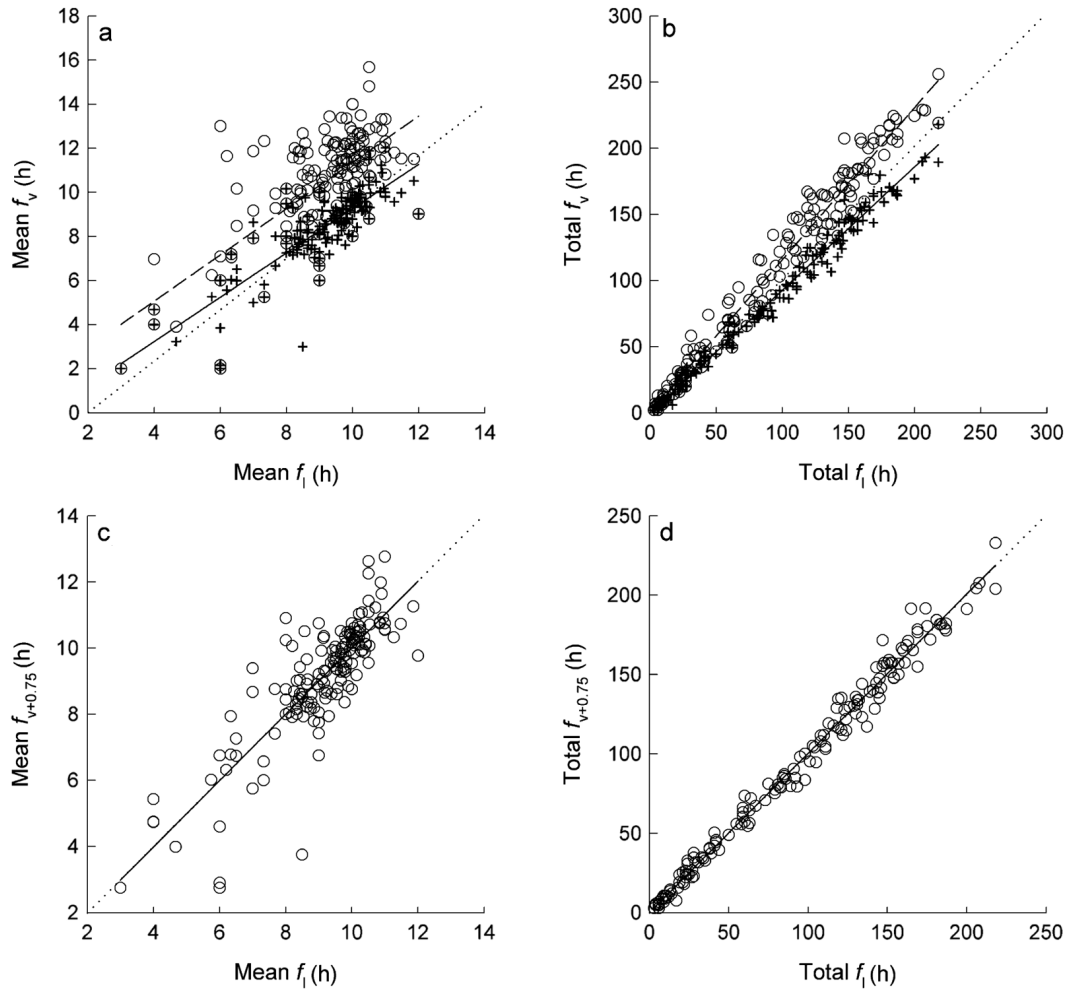 a
18
16
14
12
10
8
6
4
2
0
Mean fv (h)
2 4 6 8 10 12 14
Mean fl (h)
b
300
250
200
150
100
50
0
Total fv (h)
0 50 100 150 200 250 300
Total fl (h)
c
14
12
10
8
6
4
2
Mean fv+0.75 (h)
2 4 6 8 10 12 14
Mean fl (h)
d
250
200
150
100
50
0
Total fv+0.75 (h)
0 50 100 150 200 250
Total fl (h)